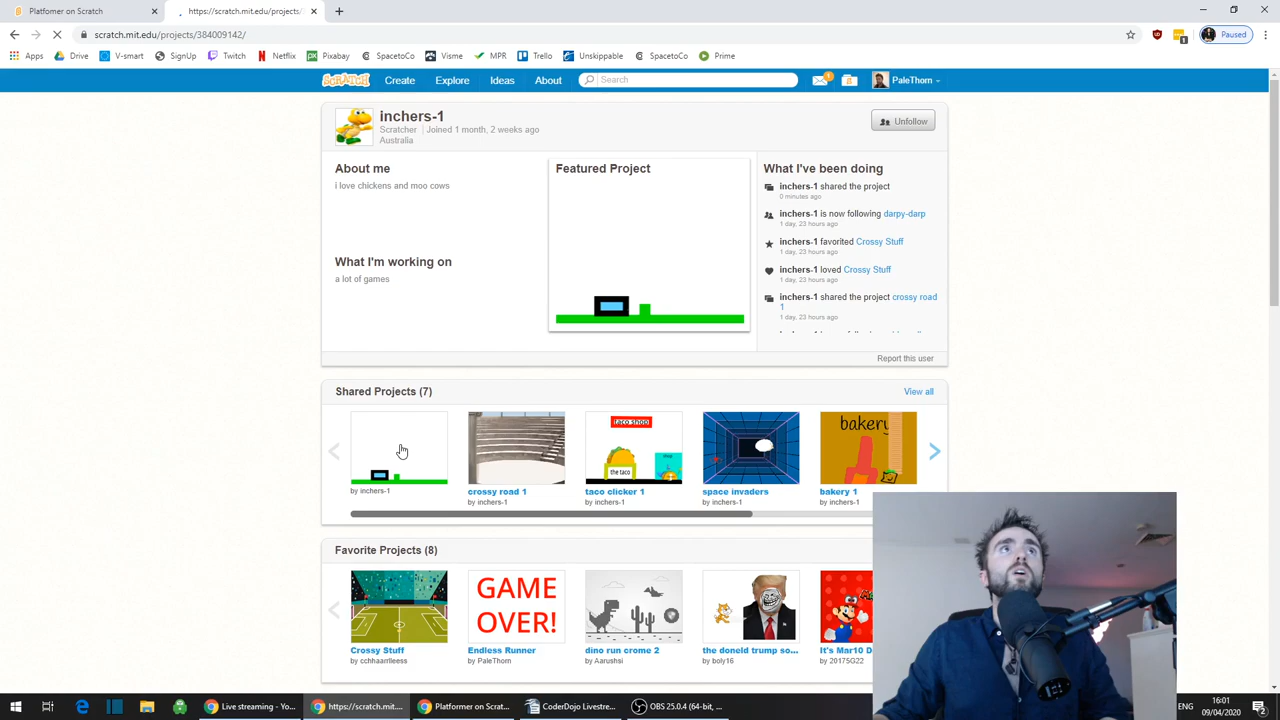 Platformer on Scratch
https://scratch.mit.edu/projects/
scratch.mit.edu/projects/384009142/
Paused
Apps
Drive
V-smart
SignUp
Twitch
Netflix
Pixabay
SpacetoCo
Visme
MPR
Trello
Unskippable
SpacetoCo
Prime
SCRATCH
Create
Explore
Ideas
About
Search
1
PaleThorn
inchers-1
Scratcher
Joined 1 month, 2 weeks ago
Australia
Unfollow
About me
i love chickens and moo cows
What I'm working on
a lot of games
Featured Project
What I've been doing
inchers-1 shared the project
0 minutes ago
inchers-1 is now following darpy-darp
1 day, 23 hours ago
inchers-1 favorited Crossy Stuff
1 day, 23 hours ago
inchers-1 loved Crossy Stuff
1 day, 23 hours ago
inchers-1 shared the project crossy road
1
1 day, 23 hours ago
Report this user
Shared Projects (7)
View all
taco shop
the taco
bakery
by inchers-1
crossy road 1
by inchers-1
taco clicker 1
by inchers-1
space invaders
by inchers-1
bakery 1
by inchers-1
Favorite Projects (8)
GAME
OVER!
Crossy Stuff
by cchhaarrlleess
Endless Runner
by PaleThorn
dino run crome 2
by Aarushsi
the doneld trump so...
by boly16
It's Mar10 D
by 20175G22
Live streaming - Yo...
https://scratch.mit....
Platformer on Scrat...
CoderDojo Livestre...
OBS 25.0.4 (64-bit, ...
ENG
16:01
09/04/2020
2